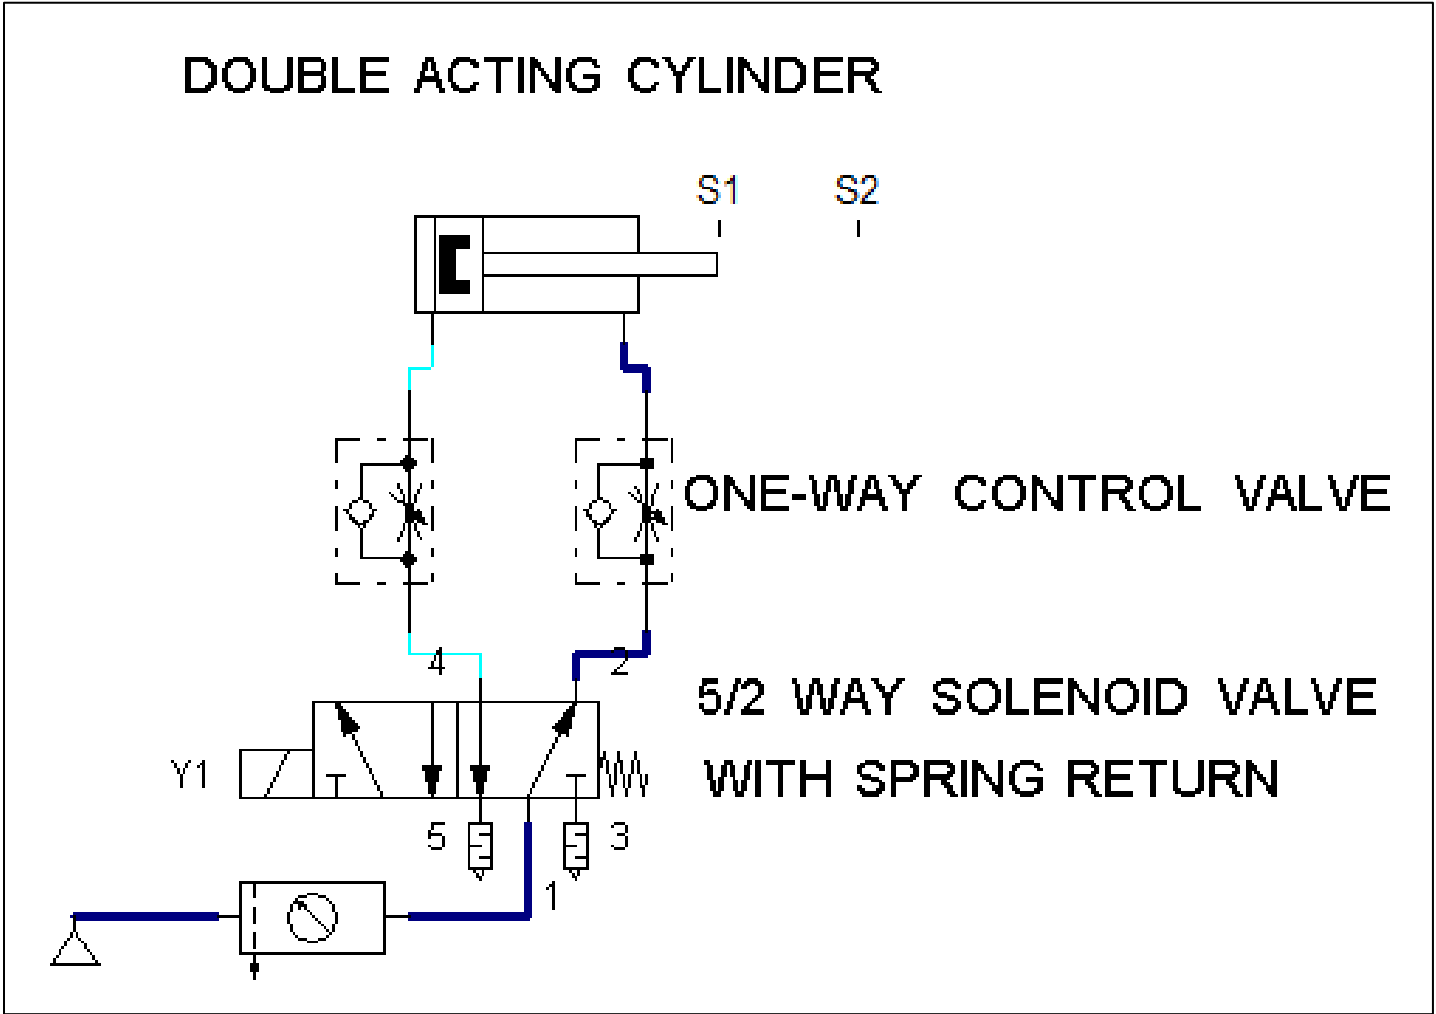 DOUBLE ACTING CYLINDER
S1 S2
ONE-WAY CONTROL VALVE
4 2
5/2 WAY SOLENOID VALVE
Y1 WITH SPRING RETURN
5 3
1